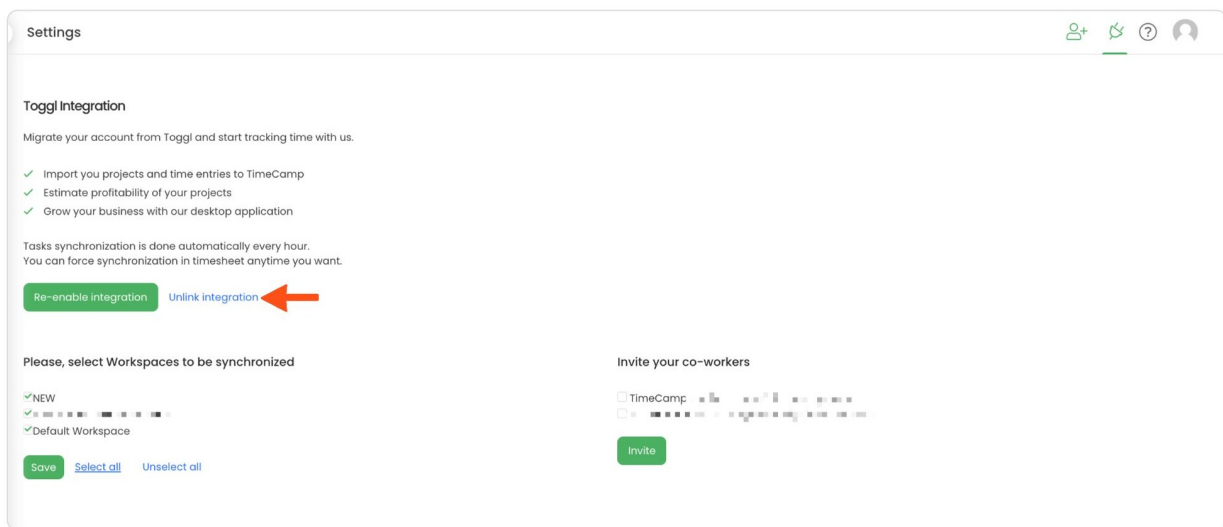 Settings
Toggl Integration
Migrate your account from Toggl and start tracking time with us.
Import you projects and time entries to TimeCamp
Estimate profitability of your projects
Grow your business with our desktop application
Tasks synchronization is done automatically every hour.
You can force synchronization in timesheet anytime you want.
Re-enable integration Unlink integration
Please, select Workspaces to be synchronized
NEW
Default Workspace
Save Select all Unselect all
Invite your co-workers
TimeCamp
Invite